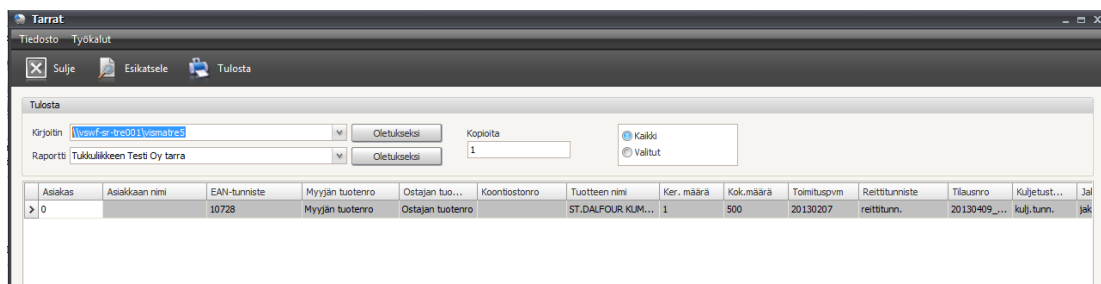 Tarrat
Tiedosto Työkalut
Sulje Esikatsele Tulosta
Tulosta
Kirjoitin \\vswf-sr-tre001\vismatre5 Oletukseksi Kopioita Kaikki
Raportti Tukkuliikkeen Testi Oy tarra Oletukseksi 1 Valitut
Asiakas Asiakkaan nimi EAN-tunniste Myyjän tuotenro Ostajan tuo... Koontiostonro Tuotteen nimi Ker. määrä Kok.määrä Toimituspvm Reittitunniste Tilausnro Kuljetust... Jal
0 10728 Myyjän tuotenro Ostajan tuotenro ST.DALFOUR KUM... 1 500 20130207 reittitunn. 20130409_... kulj.tunn. jak